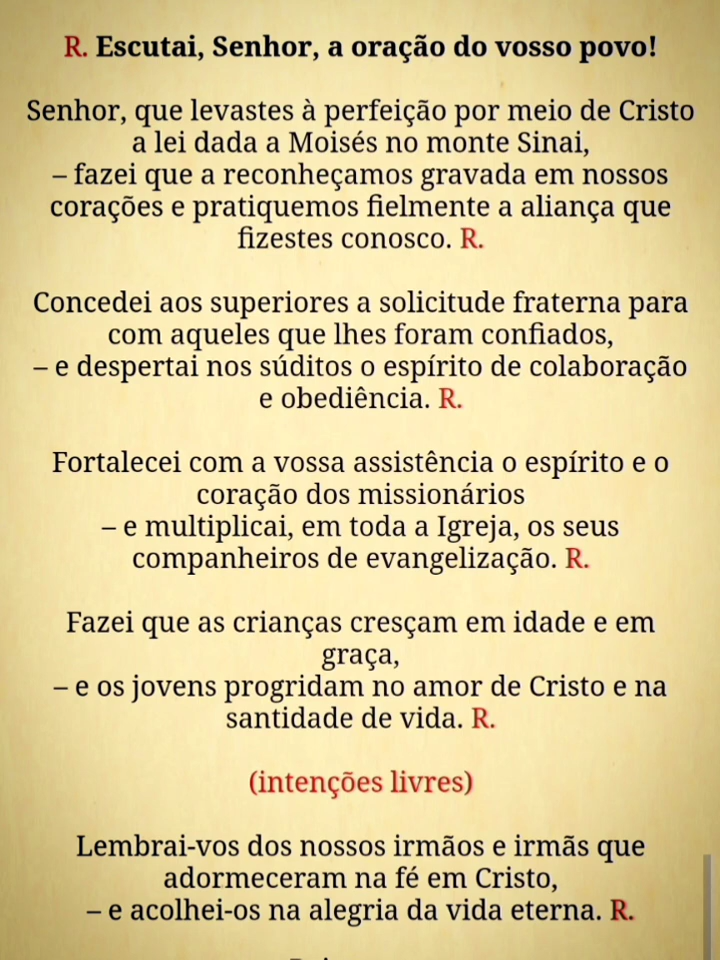 R. Escutai, Senhor, a oração do vosso povo!
Senhor, que levastes à perfeição por meio de Cristo
a lei dada a Moisés no monte Sinai,
– fazei que a reconheçamos gravada em nossos
corações e pratiquemos fielmente a aliança que
fizestes conosco. R.
Concedei aos superiores a solicitude fraterna para
com aqueles que lhes foram confiados,
– e despertai nos súditos o espírito de colaboração
e obediência. R.
Fortalecei com a vossa assistência o espírito e o
coração dos missionários
– e multiplicai, em toda a Igreja, os seus
companheiros de evangelização. R.
Fazei que as crianças cresçam em idade e em
graça,
– e os jovens progridam no amor de Cristo e na
santidade de vida. R.
(intenções livres)
Lembrai-vos dos nossos irmãos e irmãs que
adormeceram na fé em Cristo,
– e acolhei-os na alegria da vida eterna. R.